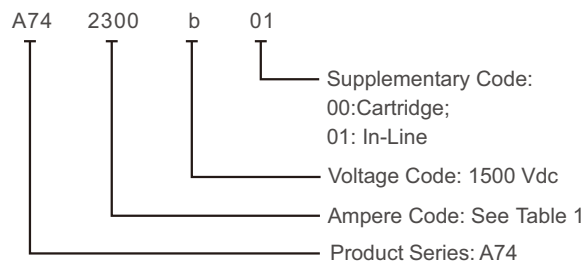 A74 2300 b 01
Supplementary Code:
00:Cartridge;
01: In-Line
Voltage Code: 1500 Vdc
Ampere Code: See Table 1
Product Series: A74